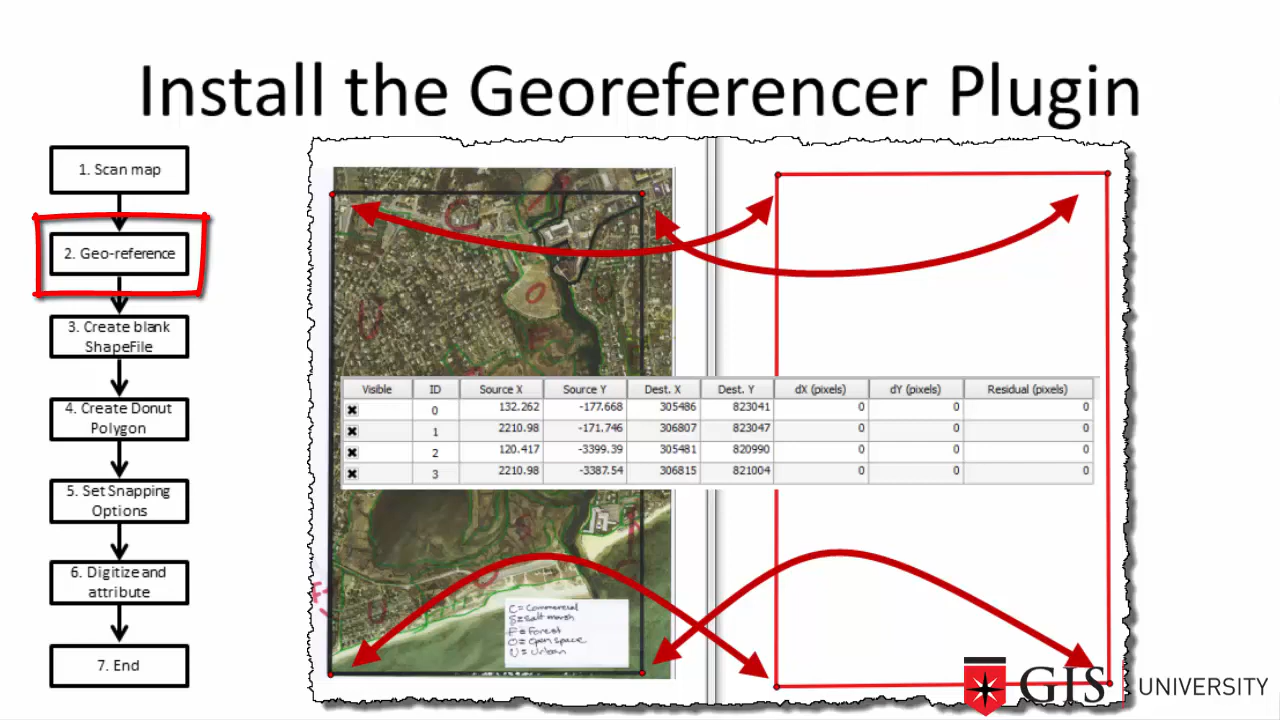 Install the Georeferencer Plugin
1. Scan map
2. Geo-reference
3. Create blank
ShapeFile
4. Create Donut
Polygon
5. Set Snapping
Options
6. Digitize and
attribute
7. End
C
O
U
Visible ID Source X Source Y Dest. X Dest. Y dX (pixels) dY (pixels) Residual (pixels)
0 132.262 -177.668 305486 823041 0 0 0
1 2210.98 -171.746 306807 823047 0 0 0
2 120.417 -3399.39 305481 820990 0 0 0
3 2210.98 -3387.54 306815 821004 0 0 0
C = Commercial
S = Salt marsh
F = Forest
O = Open space
U = Urban
GIS UNIVERSITY